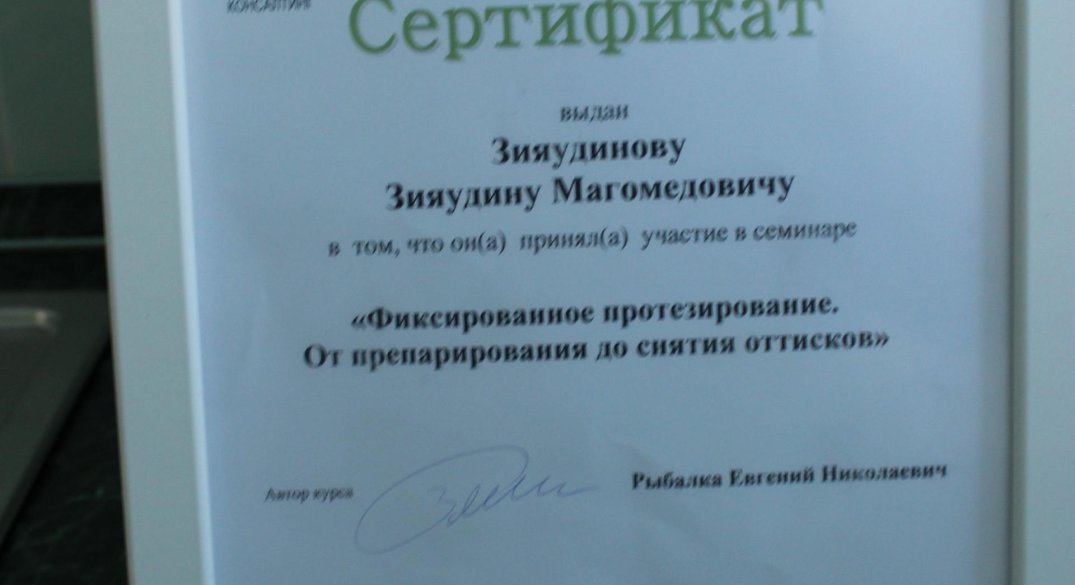 КОНСАЛТИНГ
Сертификат
выдан
Зияудинову
Зияудину Магомедовичу
в том, что он(а) принял(а) участие в семинаре
«Фиксированное протезирование.
От препарирования до снятия оттисков»
Автор курса
Рыбалка Евгений Николаевич